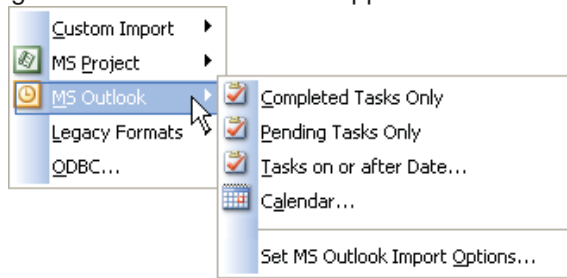 Custom Import
MS Project
MS Outlook
Legacy Formats
ODBC...
Completed Tasks Only
Pending Tasks Only
Tasks on or after Date...
Calendar...
Set MS Outlook Import Options...